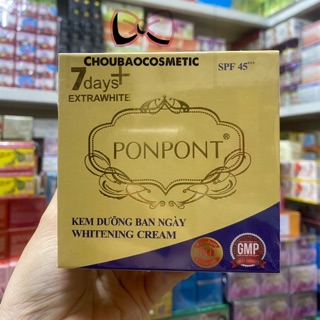 CHOUBAOCOSMETIC
SPF 45+++
7days+
EXTRAWHITE
PONPONT®
KEM DƯỠNG BAN NGÀY
WHITENING CREAM
GMP